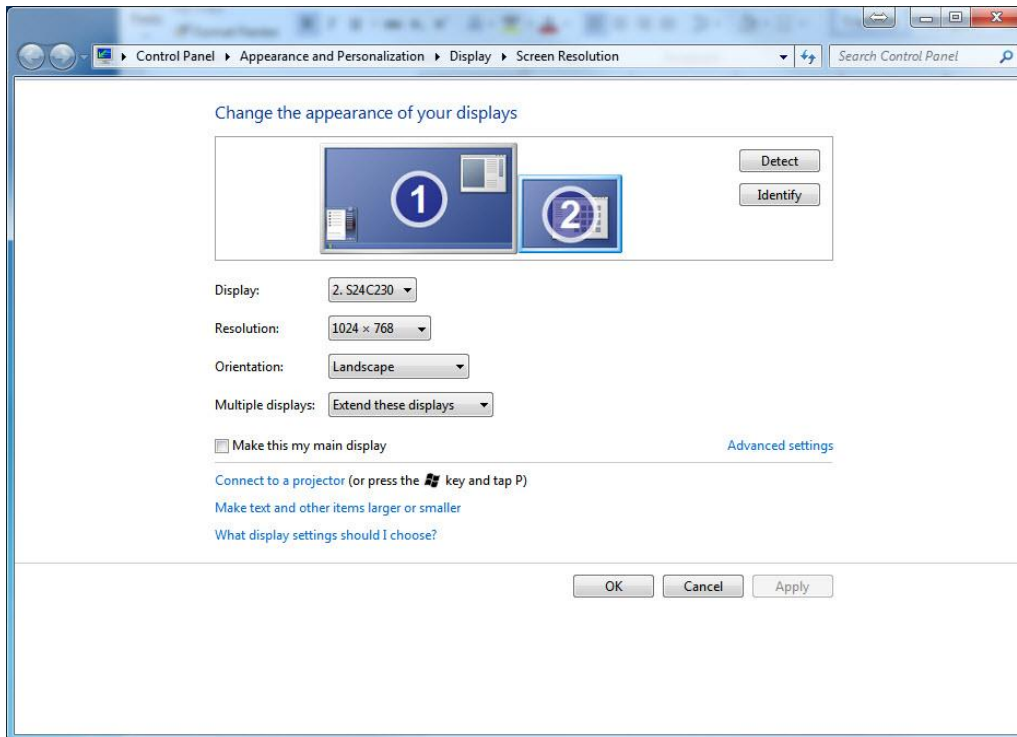 Control Panel Appearance and Personalization Display Screen Resolution Search Control Panel
Change the appearance of your displays
1
2
Detect
Identify
Display: 2. S24C230
Resolution: 1024 × 768
Orientation: Landscape
Multiple displays: Extend these displays
Make this my main display Advanced settings
Connect to a projector (or press the key and tap P)
Make text and other items larger or smaller
What display settings should I choose?
OK Cancel Apply